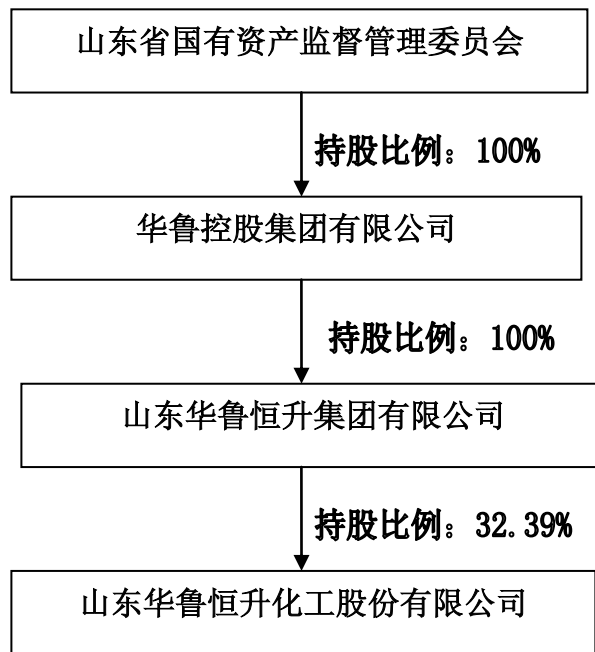 山东省国有资产监督管理委员会
持股比例：100%
华鲁控股集团有限公司
持股比例：100%
山东华鲁恒升集团有限公司
持股比例：32.39%
山东华鲁恒升化工股份有限公司